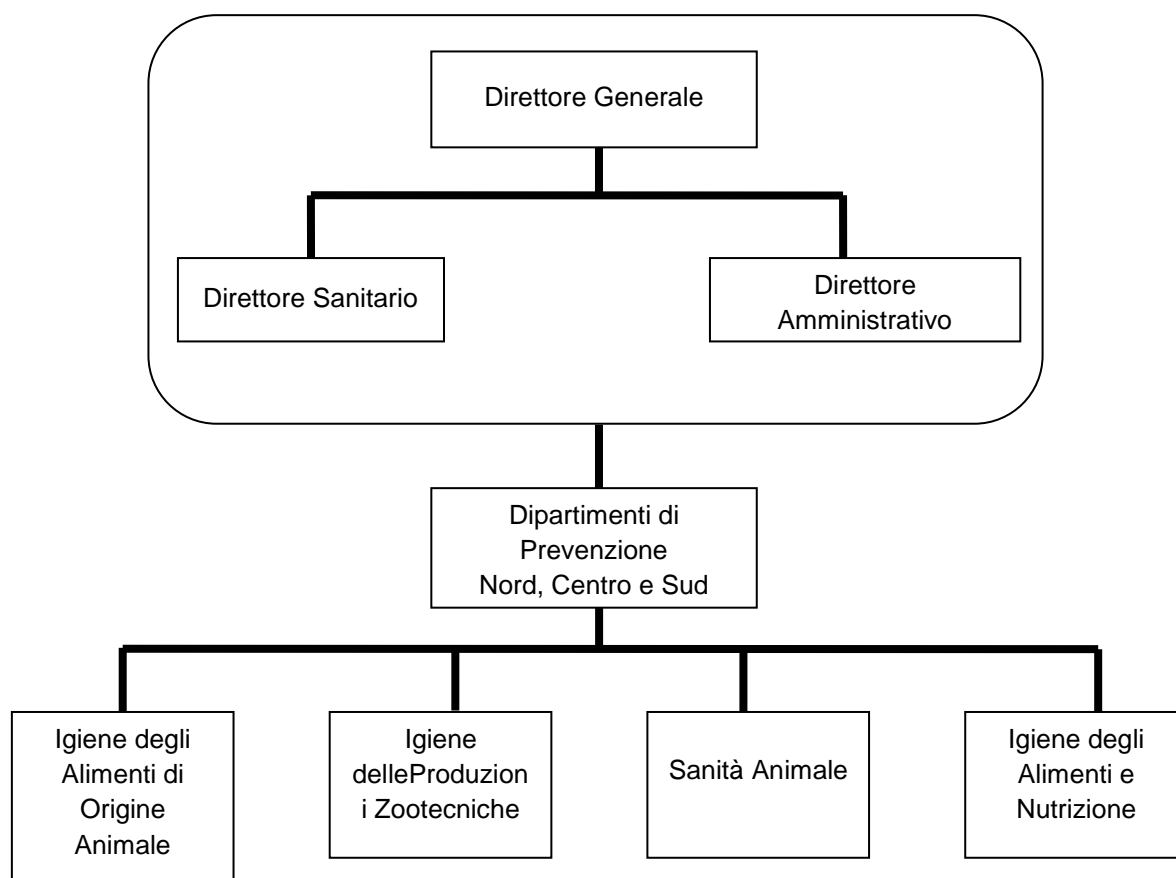 Direttore Generale
Direttore Sanitario
Direttore
Amministrativo
Dipartimenti di
Prevenzione
Nord, Centro e Sud
Igiene degli
Alimenti di
Origine
Animale
Igiene
delleProduzion
i Zootecniche
Sanità Animale
Igiene degli
Alimenti e
Nutrizione